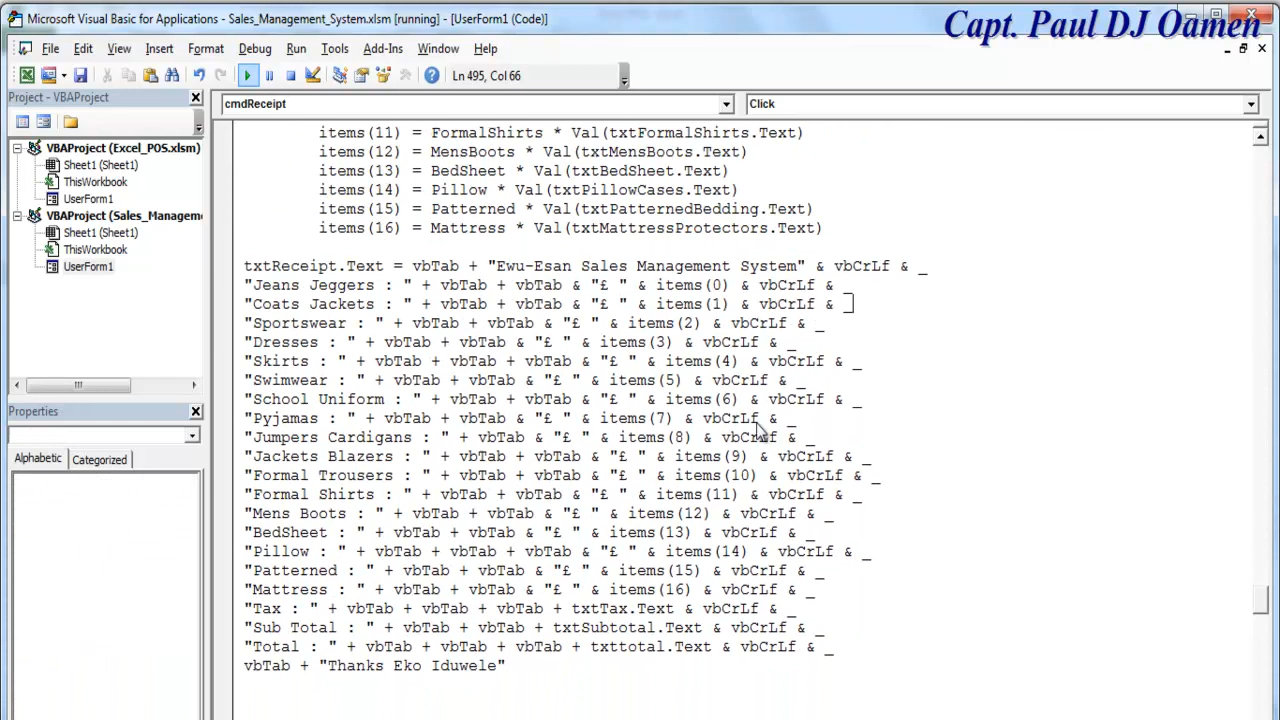 Microsoft Visual Basic for Applications - Sales_Management_System.xlsm [running] - [UserForm1 (Code)]
Capt. Paul DJ Oamen
File Edit View Insert Format Debug Run Tools Add-Ins Window Help
Ln 495, Col 66
Project - VBAProject
cmdReceipt
Click
VBAProject (Excel_POS.xlsm)
Sheet1 (Sheet1)
ThisWorkbook
UserForm1
VBAProject (Sales_Managem
Sheet1 (Sheet1)
ThisWorkbook
UserForm1
Properties
Alphabetic Categorized
items(11) = FormalShirts * Val(txtFormalShirts.Text)
items(12) = MensBoots * Val(txtMensBoots.Text)
items(13) = BedSheet * Val(txtBedSheet.Text)
items(14) = Pillow * Val(txtPillowCases.Text)
items(15) = Patterned * Val(txtPatternedBedding.Text)
items(16) = Mattress * Val(txtMattressProtectors.Text)
txtReceipt.Text = vbTab + "Ewu-Esan Sales Management System" & vbCrLf & _
"Jeans Jeggers : " + vbTab + vbTab & "£ " & items(0) & vbCrLf & _
"Coats Jackets : " + vbTab + vbTab & "£ " & items(1) & vbCrLf & _
"Sportswear : " + vbTab + vbTab & "£ " & items(2) & vbCrLf & _
"Dresses : " + vbTab + vbTab & "£ " & items(3) & vbCrLf & _
"Skirts : " + vbTab + vbTab + vbTab & "£ " & items(4) & vbCrLf & _
"Swimwear : " + vbTab + vbTab & "£ " & items(5) & vbCrLf & _
"School Uniform : " + vbTab + vbTab & "£ " & items(6) & vbCrLf & _
"Pyjamas : " + vbTab + vbTab & "£ " & items(7) & vbCrLf & _
"Jumpers Cardigans : " + vbTab & "£ " & items(8) & vbCrLf & _
"Jackets Blazers : " + vbTab + vbTab & "£ " & items(9) & vbCrLf & _
"Formal Trousers : " + vbTab + vbTab & "£ " & items(10) & vbCrLf & _
"Formal Shirts : " + vbTab + vbTab & "£ " & items(11) & vbCrLf & _
"Mens Boots : " + vbTab + vbTab & "£ " & items(12) & vbCrLf & _
"BedSheet : " + vbTab + vbTab & "£ " & items(13) & vbCrLf & _
"Pillow : " + vbTab + vbTab + vbTab & "£ " & items(14) & vbCrLf & _
"Patterned : " + vbTab + vbTab & "£ " & items(15) & vbCrLf & _
"Mattress : " + vbTab + vbTab & "£ " & items(16) & vbCrLf & _
"Tax : " + vbTab + vbTab + vbTab + txtTax.Text & vbCrLf & _
"Sub Total : " + vbTab + vbTab + txtSubtotal.Text & vbCrLf & _
"Total : " + vbTab + vbTab + vbTab + txttotal.Text & vbCrLf & _
vbTab + "Thanks Eko Iduwele"